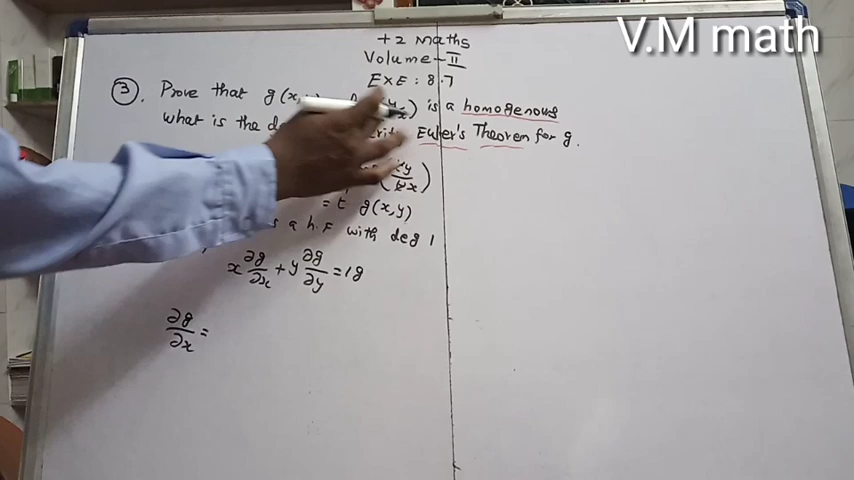 V.M math
+2 Maths
Volume-II
EXE: 8.7
③. Prove that g(x, is a homogenous
what is the de Euler's Theorem for g.
= t g(x,y)
s a h.F with deg 1
x ∂g/∂x + y ∂g/∂y = 1g
∂g/∂x =